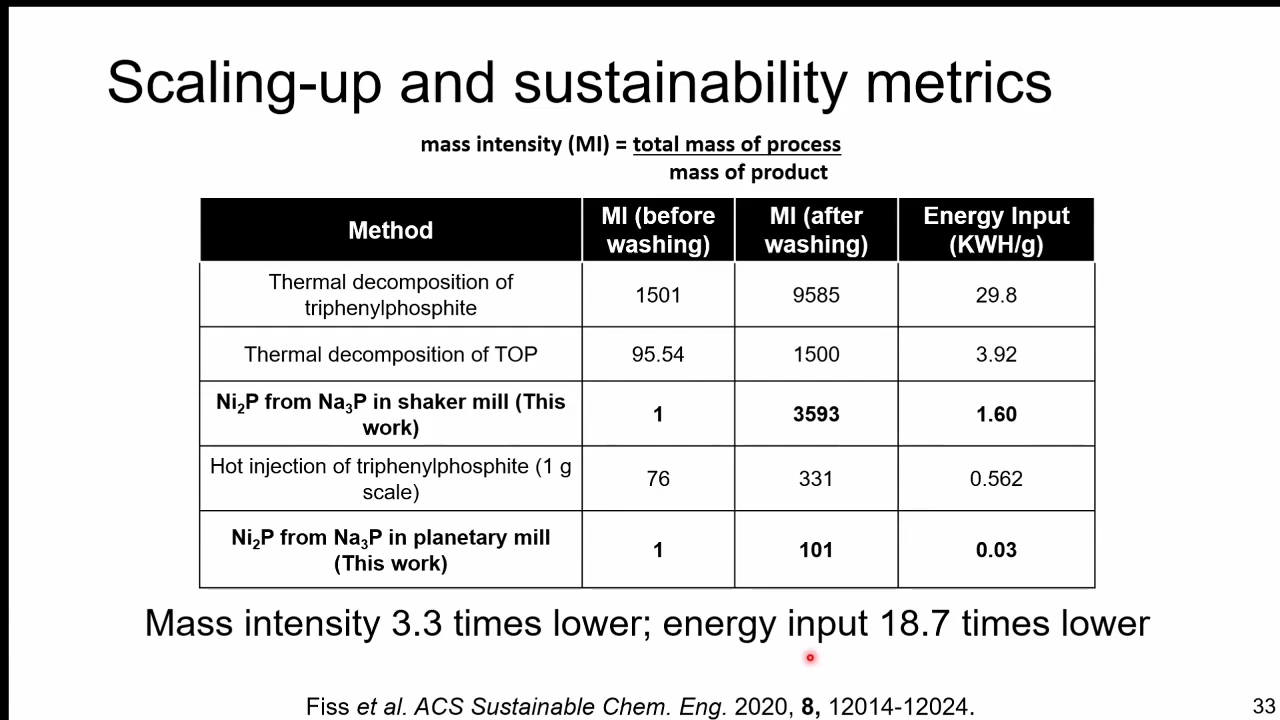 Scaling-up and sustainability metrics
mass intensity (MI) = total mass of process
mass of product
Method
MI (before
washing)
MI (after
washing)
Energy Input
(KWH/g)
Thermal decomposition of
triphenylphosphite
1501
9585
29.8
Thermal decomposition of TOP
95.54
1500
3.92
Ni₂P from Na₃P in shaker mill (This
work)
1
3593
1.60
Hot injection of triphenylphosphite (1 g
scale)
76
331
0.562
Ni₂P from Na₃P in planetary mill
(This work)
1
101
0.03
Mass intensity 3.3 times lower; energy input 18.7 times lower
Fiss et al. ACS Sustainable Chem. Eng. 2020, 8, 12014-12024.
33